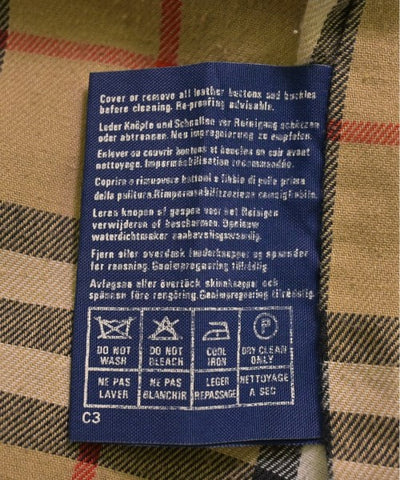 Cover or remove all leather buttons and buckles
before cleaning. Re-proofing advisable.
Leder Knöpfe und Schnallen vor Reinigung schützen
oder abtrennen. Neu impregnierung zu empfehlen.
Enlever ou couvrir boutons et boucles en cuir avant
nettoyage. Imperméabilisation recommandée.
Coprire o rimuovere bottoni e fibbie di pelle prima
della pulitura. Rimpermabilizzazione consigliabile.
Leren knopen of gespen voor het Reinigen
verwijderen of Beschermen. Opnieuw
waterdichtmaken
Fjern eller overdæk læderknapper og spænder
før rensning. Genimprægnering tilrådelig
Avlägsna eller övertäck skinnknappar och
spännen före rengöring. Genimpregnering tillrådlig.
DO NOT WASH
DO NOT BLEACH
COOL IRON
P
DRY CLEAN ONLY
NE PAS LAVER
NE PAS BLANCHIR
LEGER REPASSAGE
NETTOYAGE A SEC
C3